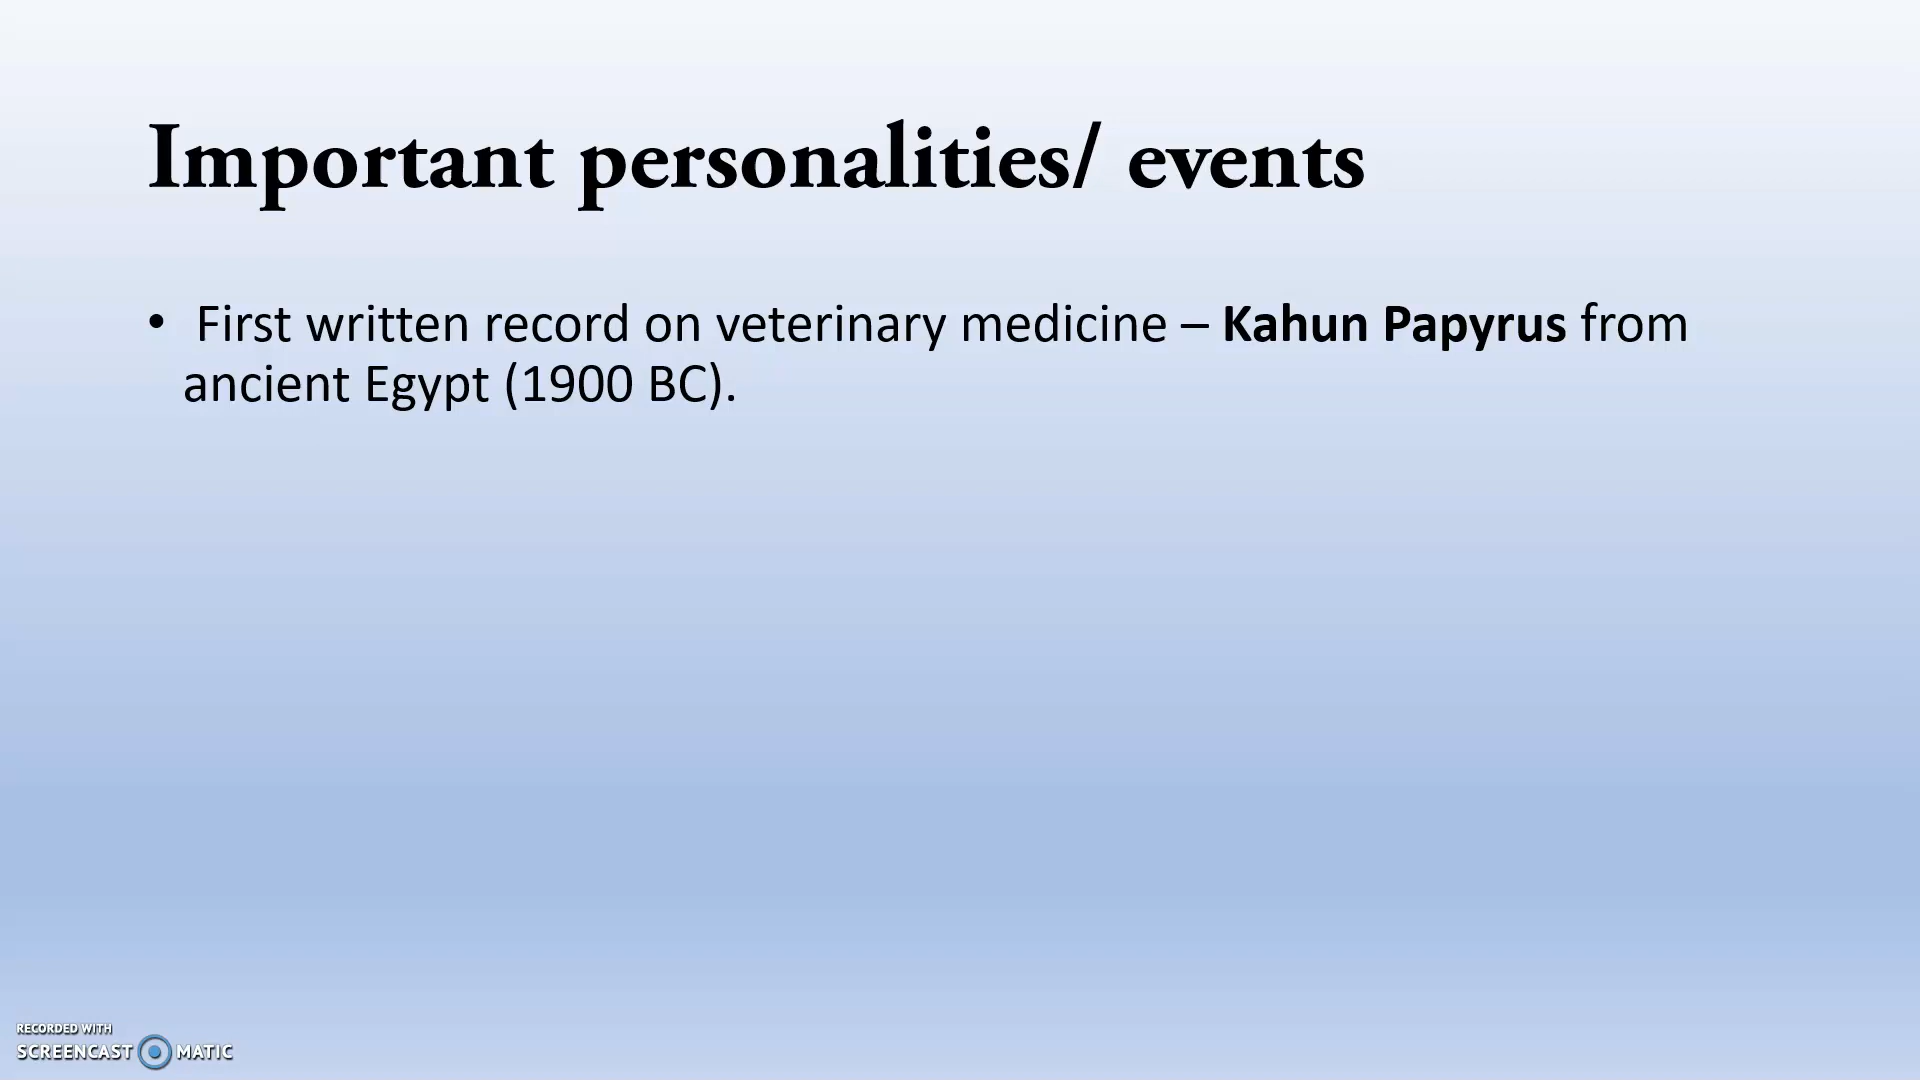 Important personalities/ events
• First written record on veterinary medicine – Kahun Papyrus from
ancient Egypt (1900 BC).
RECORDED WITH
SCREENCAST MATIC